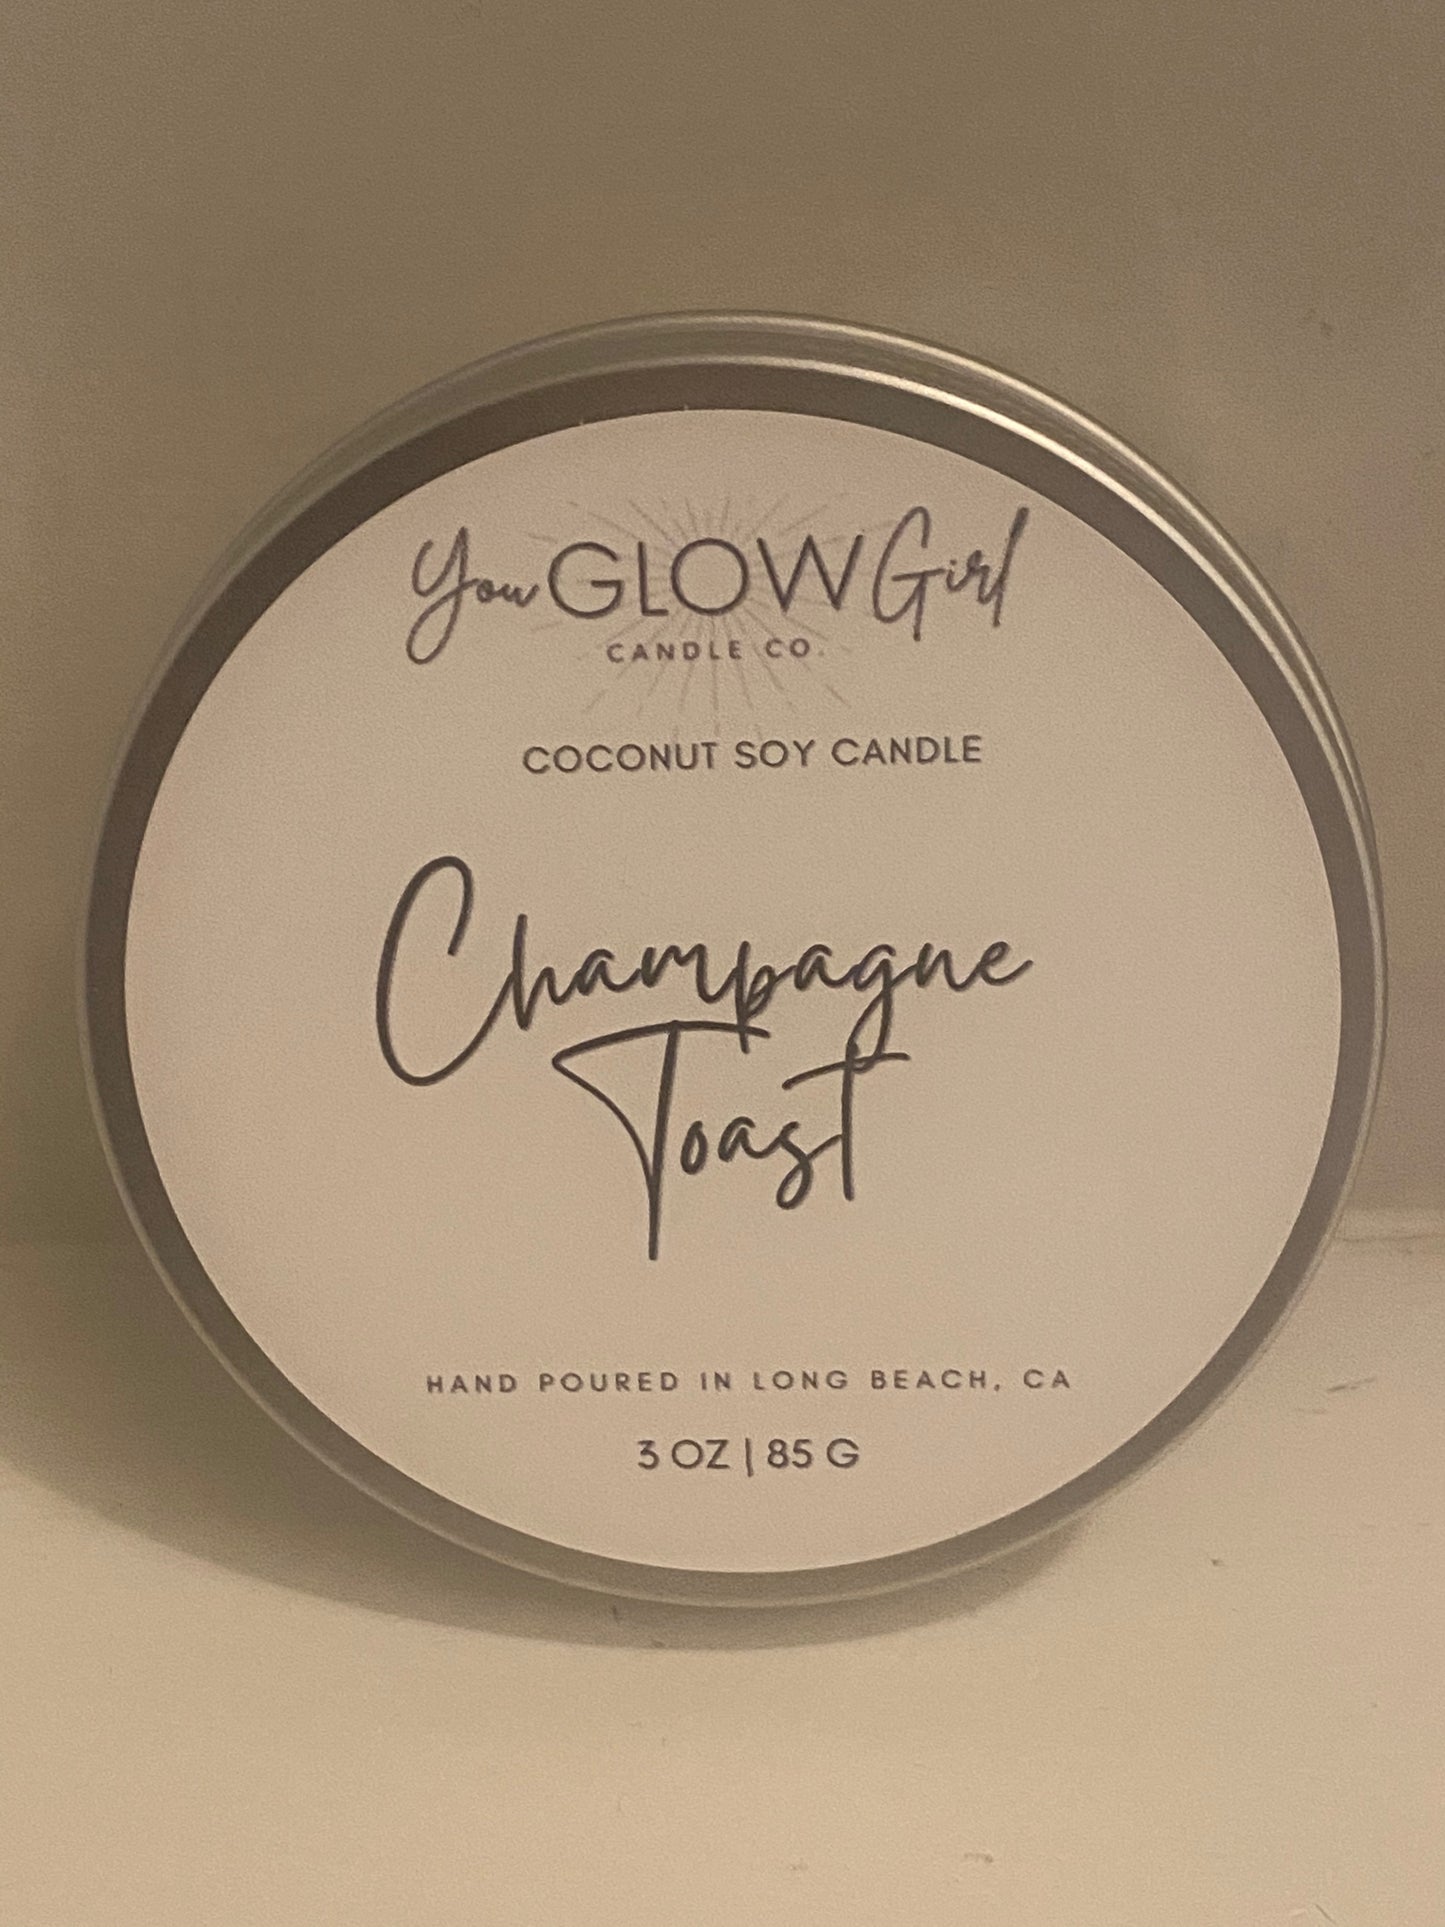 You GLOW Girl
CANDLE CO.
COCONUT SOY CANDLE
Champagne
Toast
HAND POURED IN LONG BEACH, CA
3 OZ | 85 G